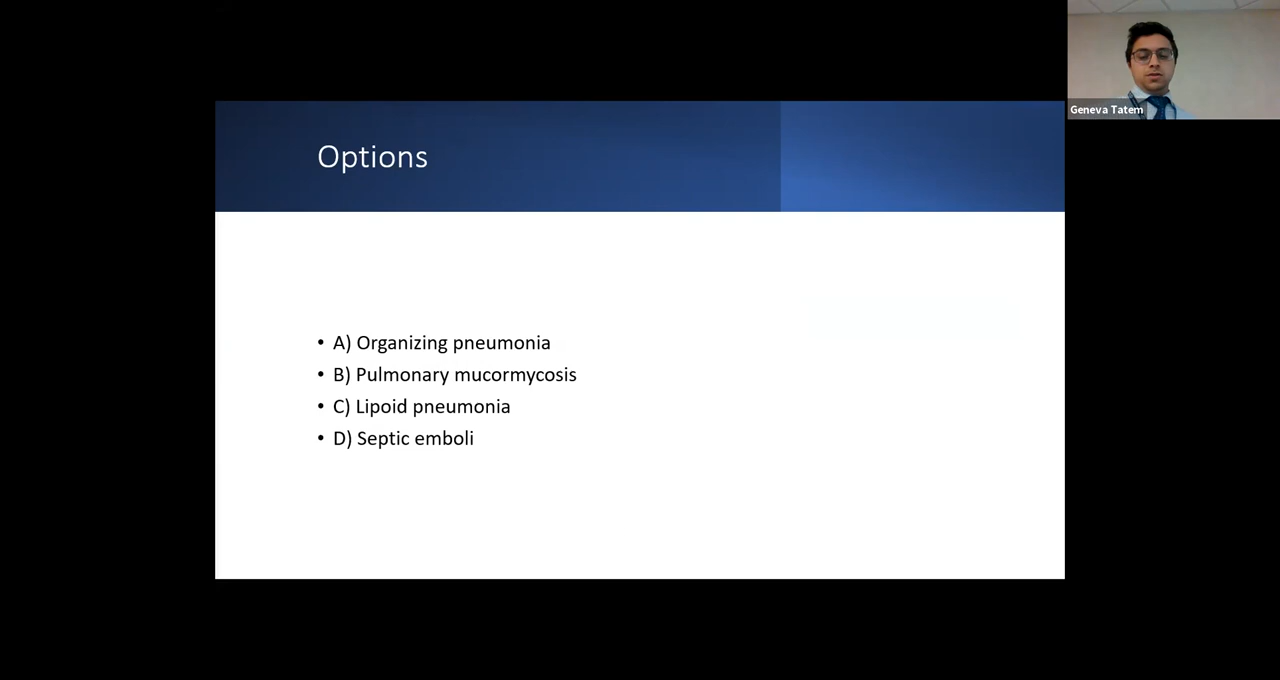 Geneva Tatem
Options
• A) Organizing pneumonia
• B) Pulmonary mucormycosis
• C) Lipoid pneumonia
• D) Septic emboli